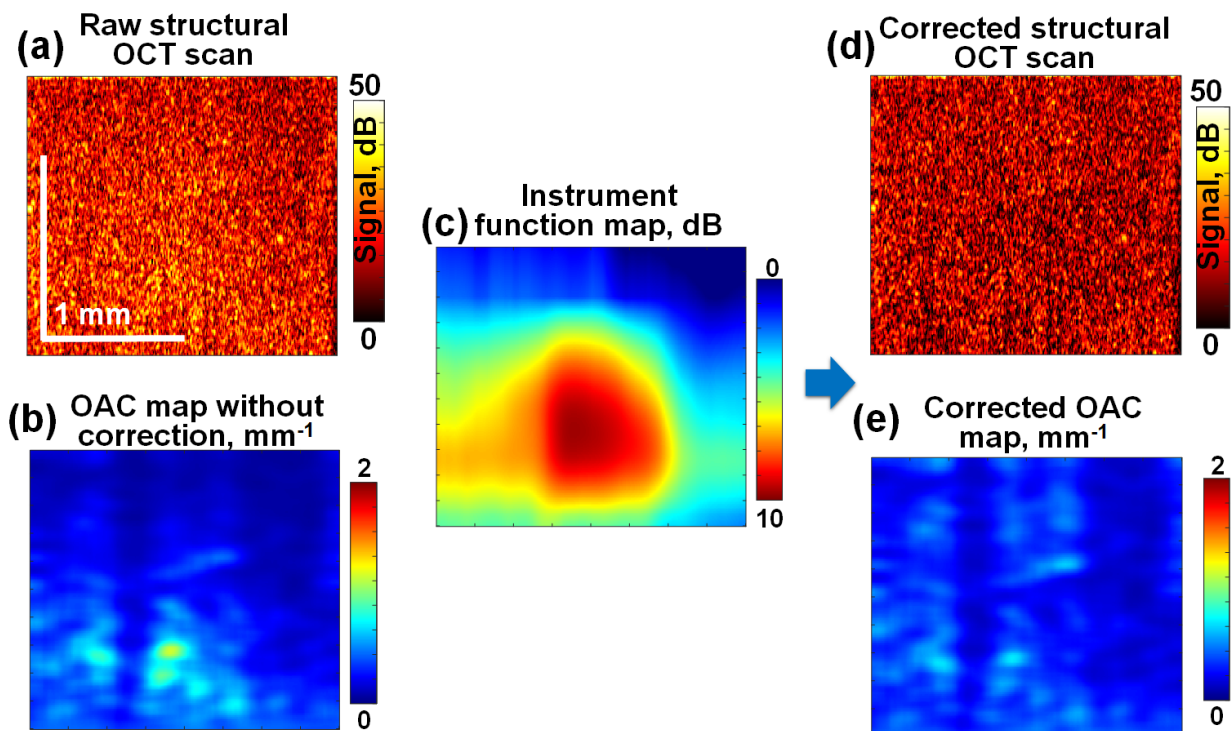 (a) Raw structural
OCT scan
50
Signal, dB
0
1 mm
(b) OAC map without
correction, mm⁻¹
2
0
(c) Instrument
function map, dB
0
10
(d) Corrected structural
OCT scan
50
Signal, dB
0
(e) Corrected OAC
map, mm⁻¹
2
0